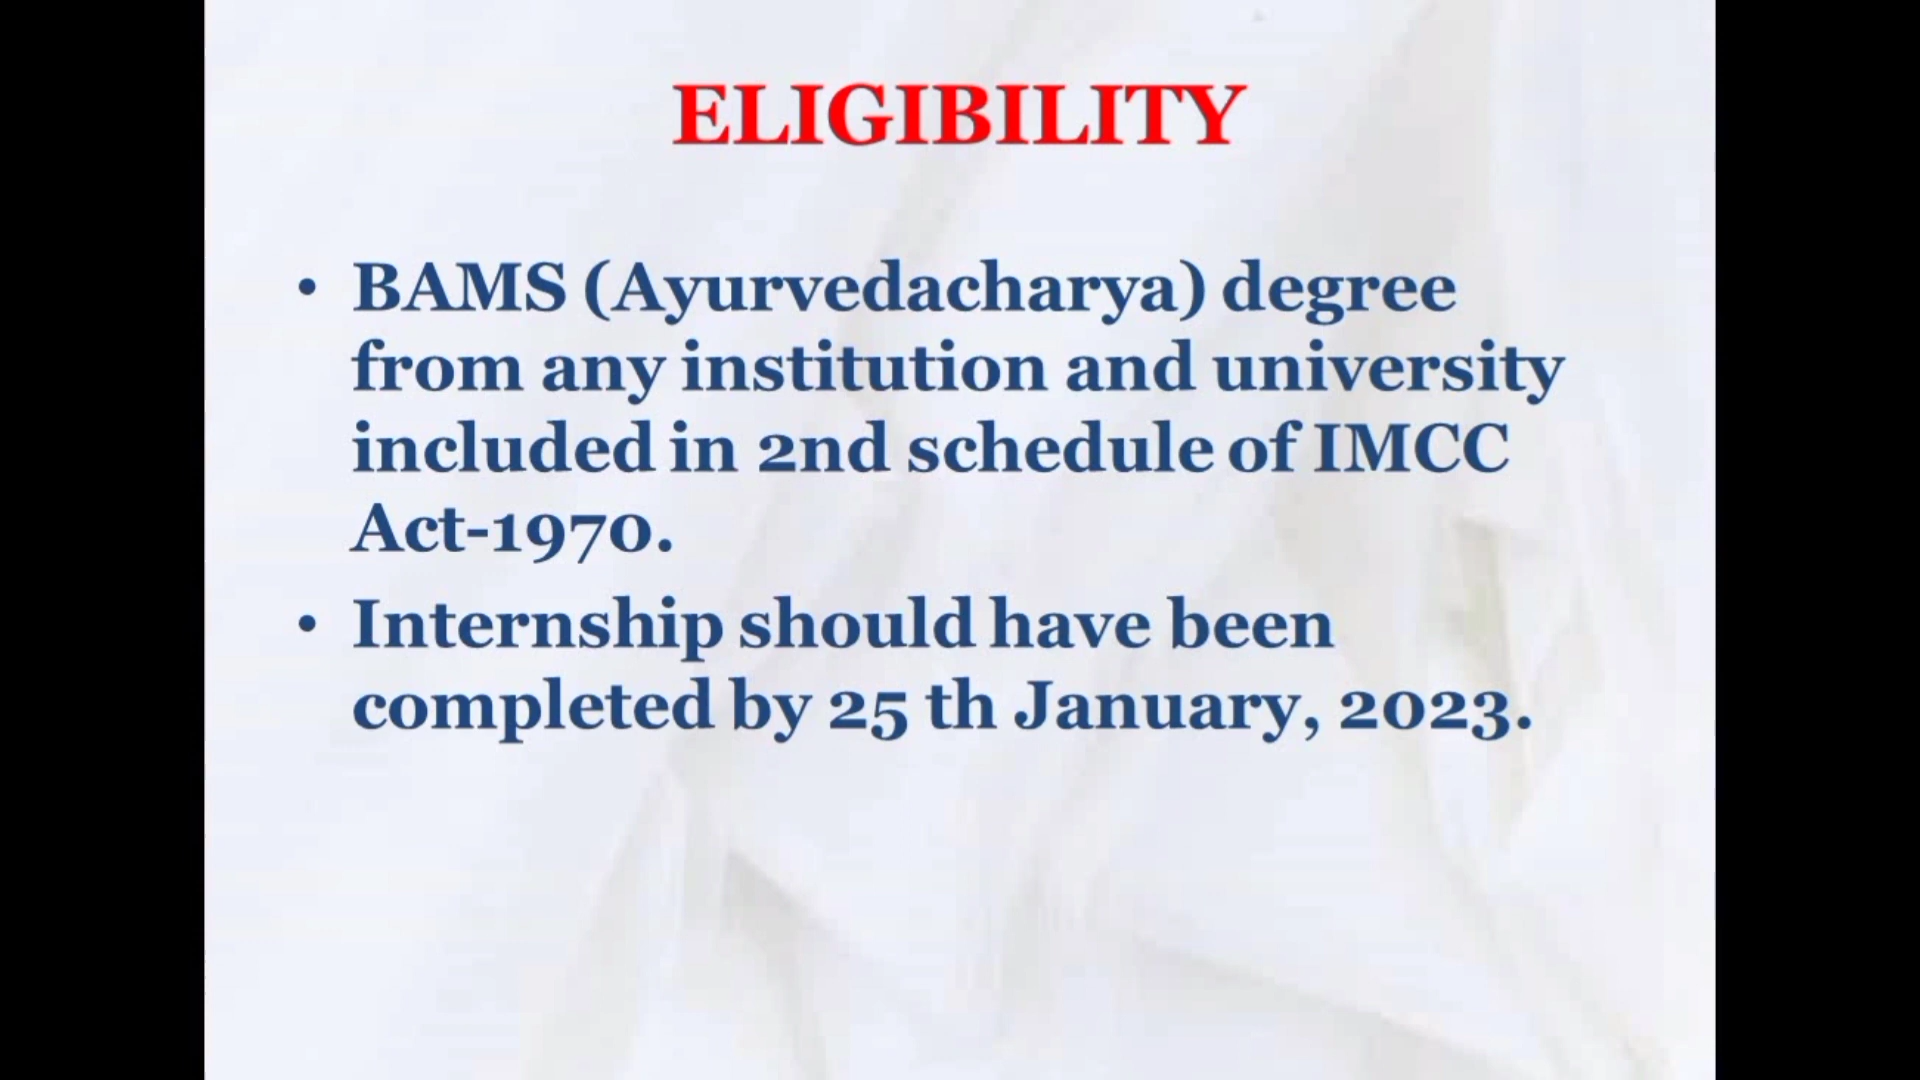 ELIGIBILITY
• BAMS (Ayurvedacharya) degree
from any institution and university
included in 2nd schedule of IMCC
Act-1970.
• Internship should have been
completed by 25 th January, 2023.